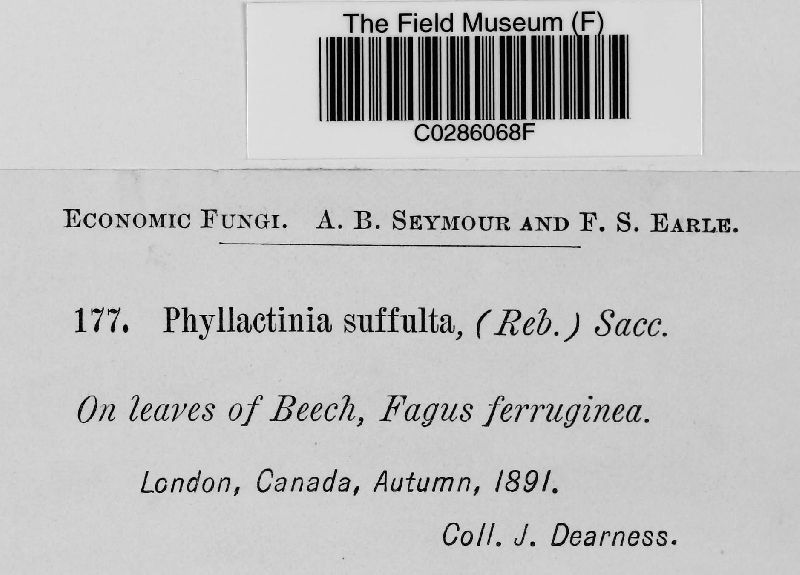 The Field Museum (F)
C0286068F
ECONOMIC FUNGI. A. B. SEYMOUR AND F. S. EARLE.
177. Phyllactinia suffulta, (Reb.) Sacc.
On leaves of Beech, Fagus ferruginea.
London, Canada, Autumn, 1891.
Coll. J. Dearness.